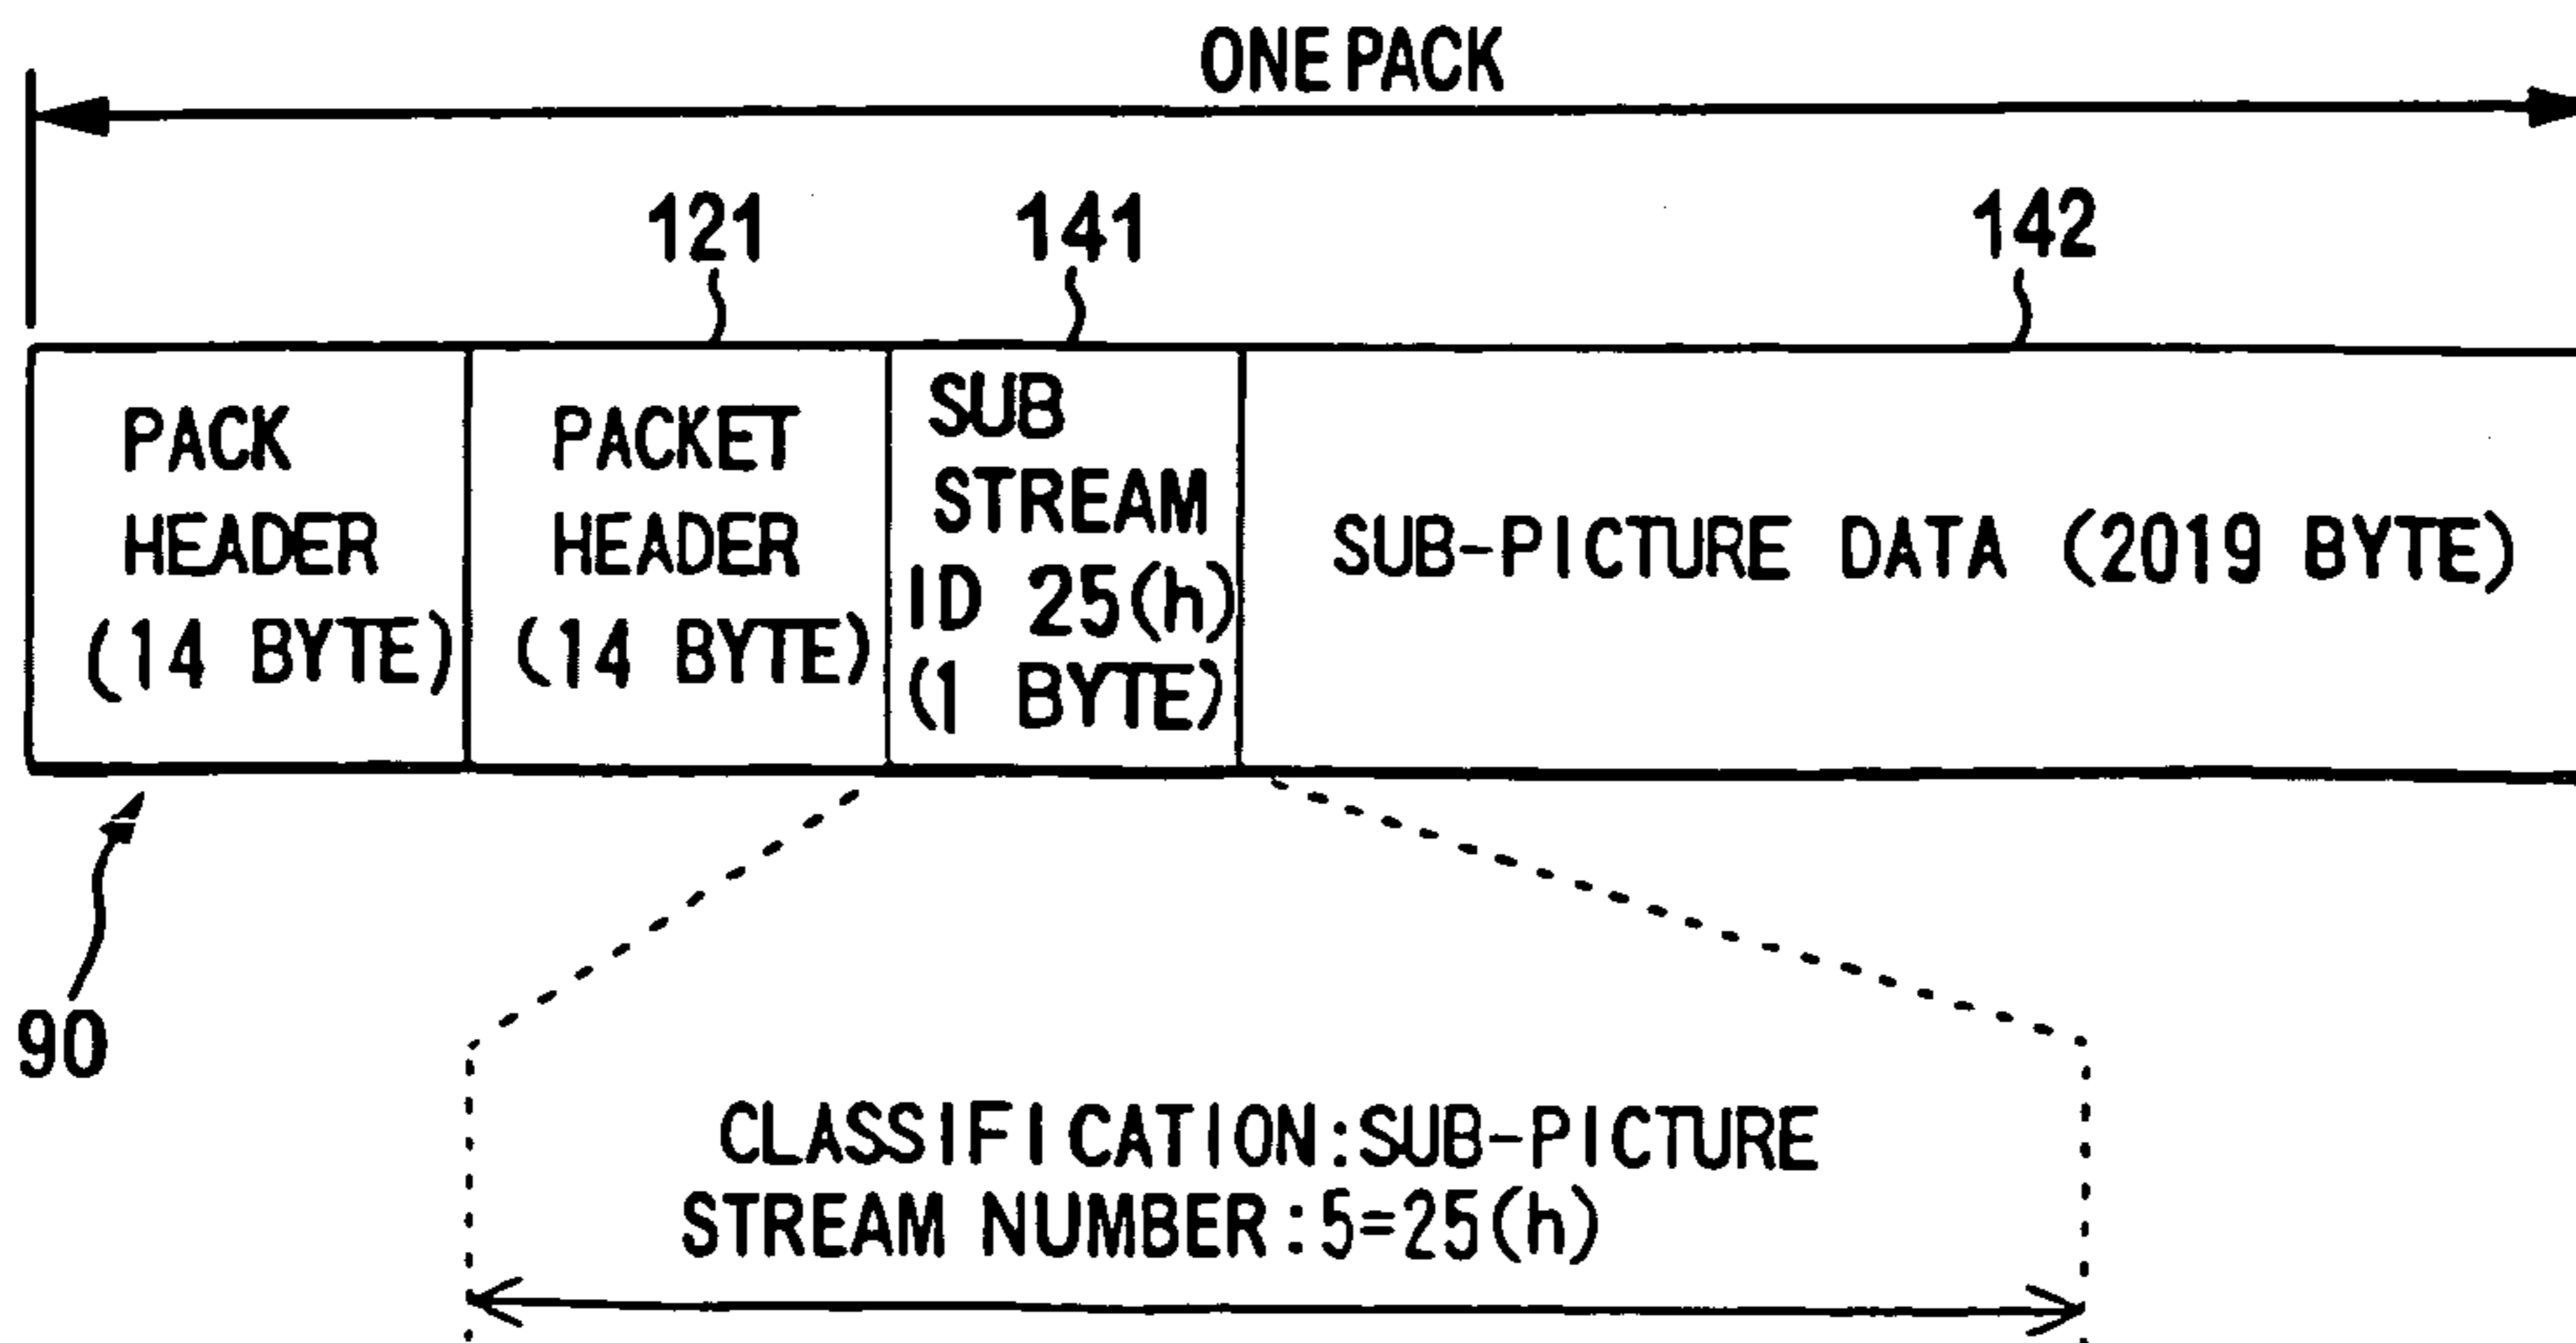 ONE PACK
121
141
142
PACK
HEADER
(14 BYTE)
PACKET
HEADER
(14 BYTE)
SUB
STREAM
ID 25(h)
(1 BYTE)
SUB-PICTURE DATA (2019 BYTE)
90
CLASSIFICATION:SUB-PICTURE
STREAM NUMBER:5=25(h)